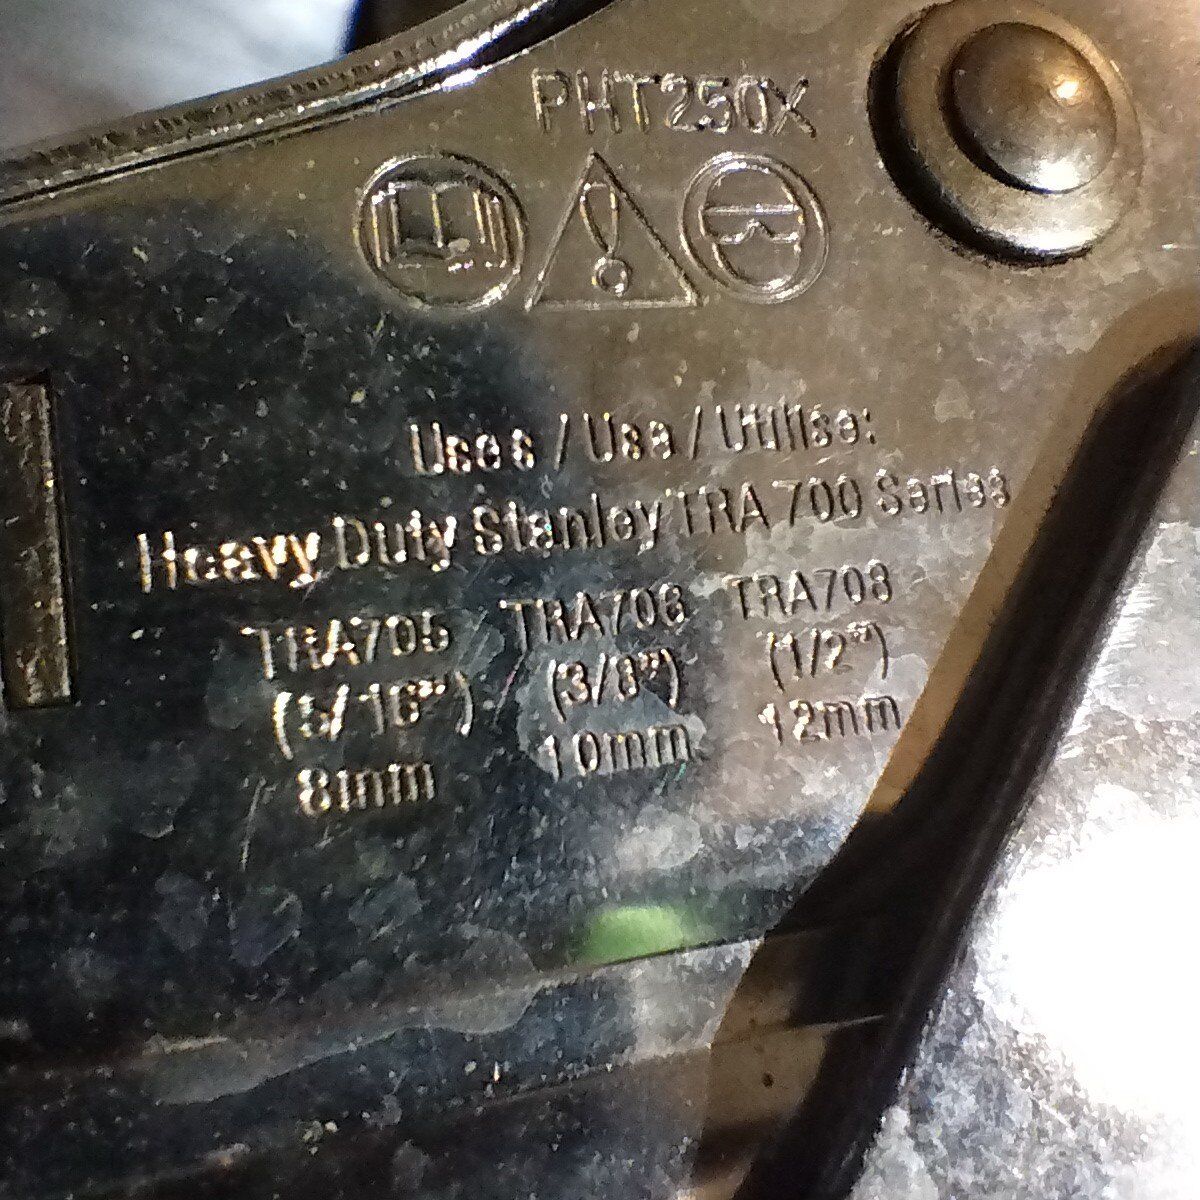 PHT250X
Uses / Usa / Utilise:
Heavy Duty Stanley TRA 700 Series
TRA705 TRA706 TRA708
(5/16") (3/8") (1/2")
8mm 10mm 12mm